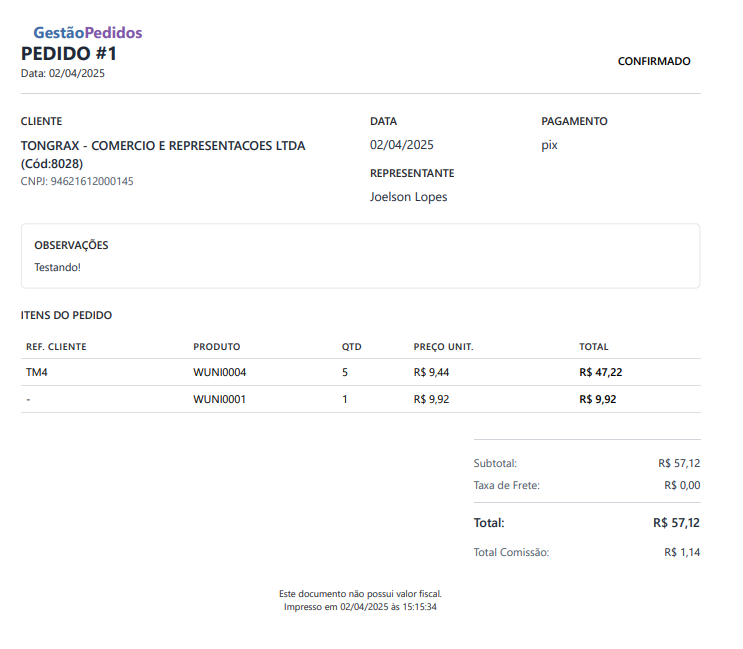 GestãoPedidos
PEDIDO #1
Data: 02/04/2025
CONFIRMADO
CLIENTE
TONGRAX - COMERCIO E REPRESENTACOES LTDA
(Cód:8028)
CNPJ: 94621612000145
DATA
02/04/2025
REPRESENTANTE
Joelson Lopes
PAGAMENTO
pix
OBSERVAÇÕES
Testando!
ITENS DO PEDIDO
REF. CLIENTE PRODUTO QTD PREÇO UNIT. TOTAL
TM4 WUNI0004 5 R$ 9,44 R$ 47,22
- WUNI0001 1 R$ 9,92 R$ 9,92
Subtotal: R$ 57,12
Taxa de Frete: R$ 0,00
Total: R$ 57,12
Total Comissão: R$ 1,14
Este documento não possui valor fiscal.
Impresso em 02/04/2025 às 15:15:34